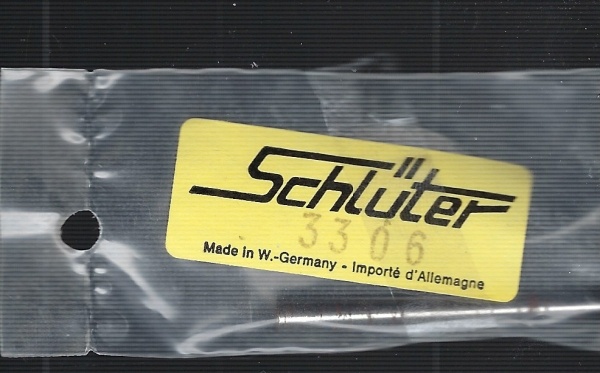 Schlüter
3306
Made in W.-Germany - Importé d'Allemagne